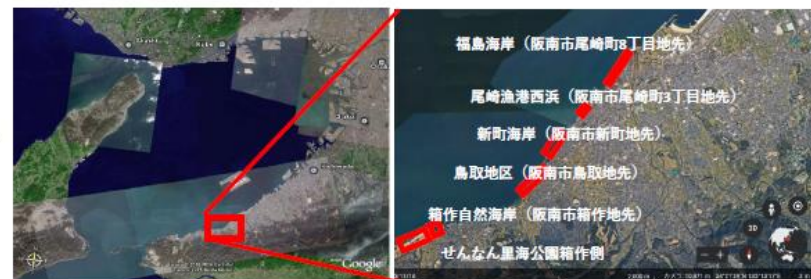 福島海岸（阪南市尾崎町8丁目地先）
尾崎漁港西浜（阪南市尾崎町3丁目地先）
新町海岸（阪南市新町地先）
鳥取地区（阪南市鳥取地先）
箱作自然海岸（阪南市箱作地先）
せんなん里海公園箱作側
Google
3D